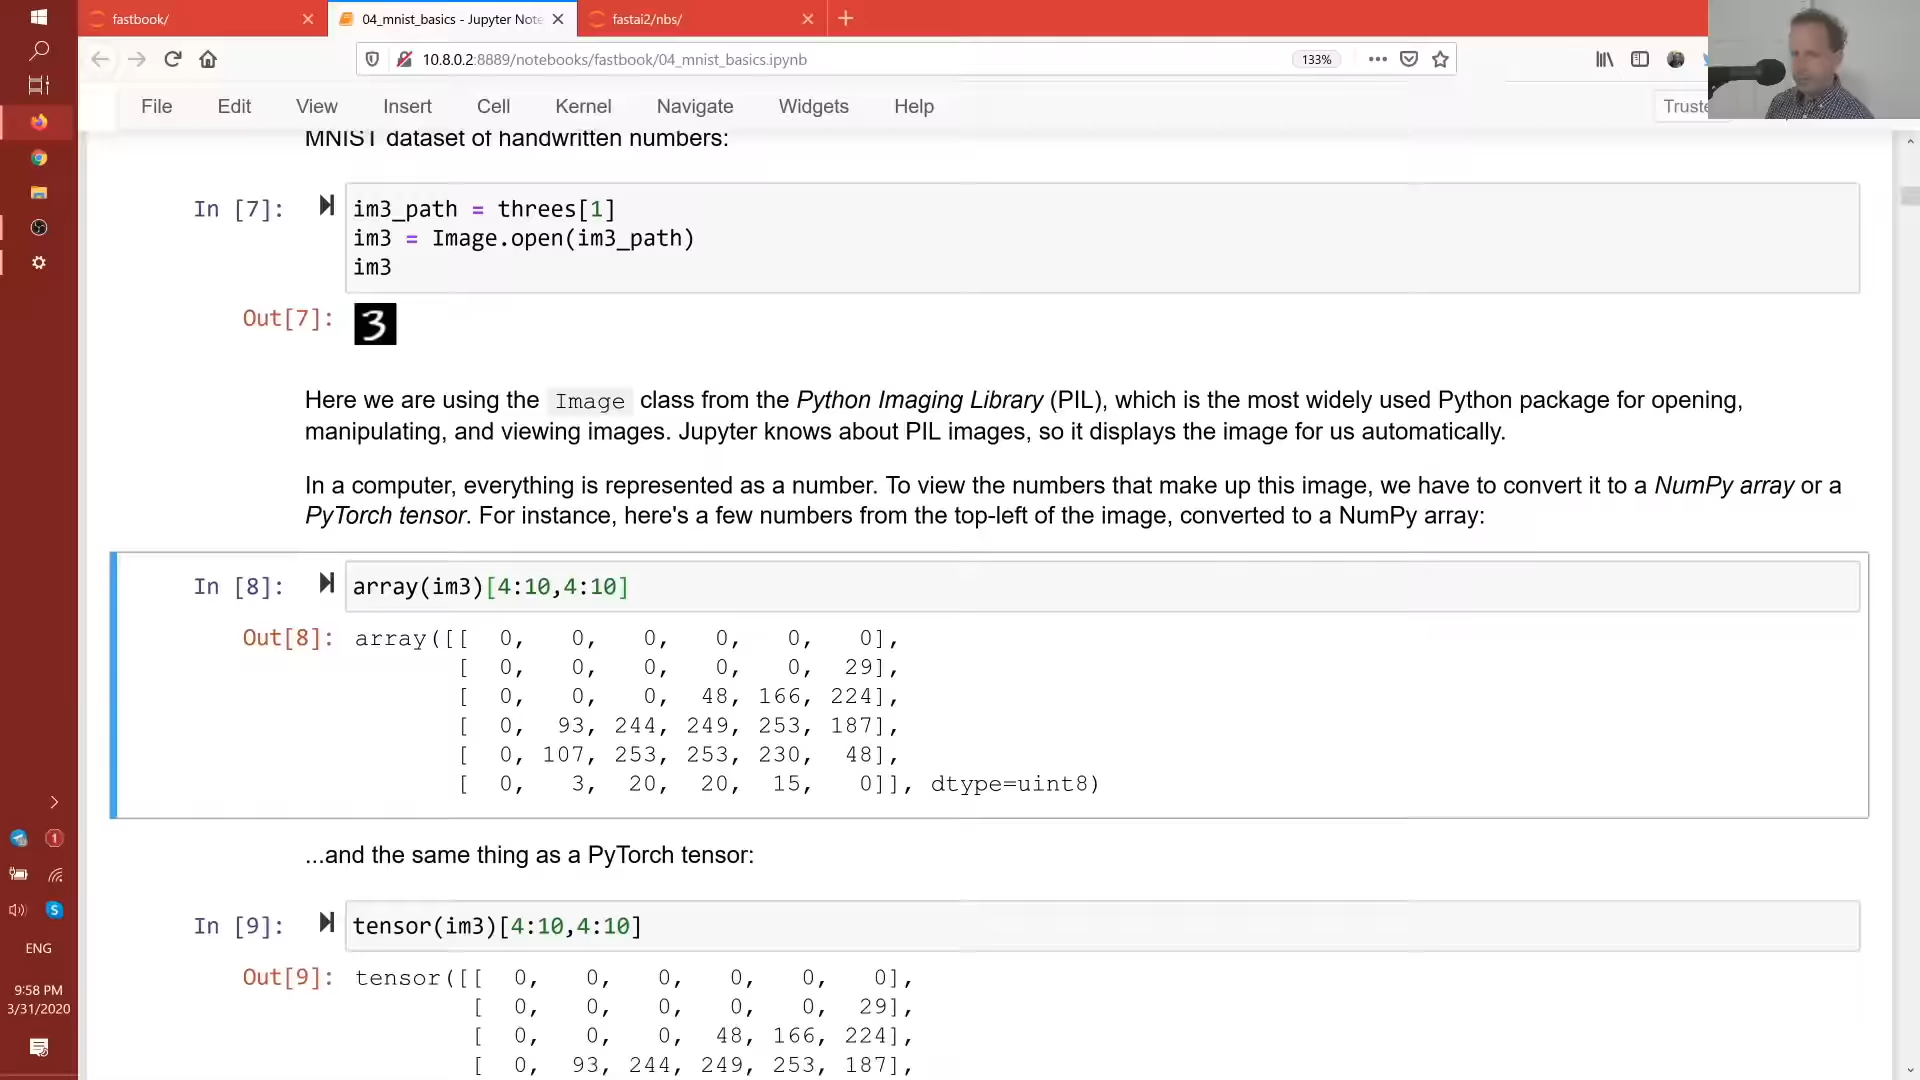 fastbook/
04_mnist_basics - Jupyter Note
fastai2/nbs/
10.8.0.2:8889/notebooks/fastbook/04_mnist_basics.ipynb
133%
File Edit View Insert Cell Kernel Navigate Widgets Help
Truste
MNIST dataset of handwritten numbers:
In [7]:
im3_path = threes[1]
im3 = Image.open(im3_path)
im3
Out[7]:
3
Here we are using the Image class from the Python Imaging Library (PIL), which is the most widely used Python package for opening,
manipulating, and viewing images. Jupyter knows about PIL images, so it displays the image for us automatically.
In a computer, everything is represented as a number. To view the numbers that make up this image, we have to convert it to a NumPy array or a
PyTorch tensor. For instance, here's a few numbers from the top-left of the image, converted to a NumPy array:
In [8]: array(im3)[4:10,4:10]
Out[8]: array([[ 0, 0, 0, 0, 0, 0],
[ 0, 0, 0, 0, 0, 29],
[ 0, 0, 0, 48, 166, 224],
[ 0, 93, 244, 249, 253, 187],
[ 0, 107, 253, 253, 230, 48],
[ 0, 3, 20, 20, 15, 0]], dtype=uint8)
...and the same thing as a PyTorch tensor:
In [9]: tensor(im3)[4:10,4:10]
Out[9]: tensor([[ 0, 0, 0, 0, 0, 0],
[ 0, 0, 0, 0, 0, 29],
[ 0, 0, 0, 48, 166, 224],
[ 0, 93, 244, 249, 253, 187],
1
ENG
9:58 PM
3/31/2020